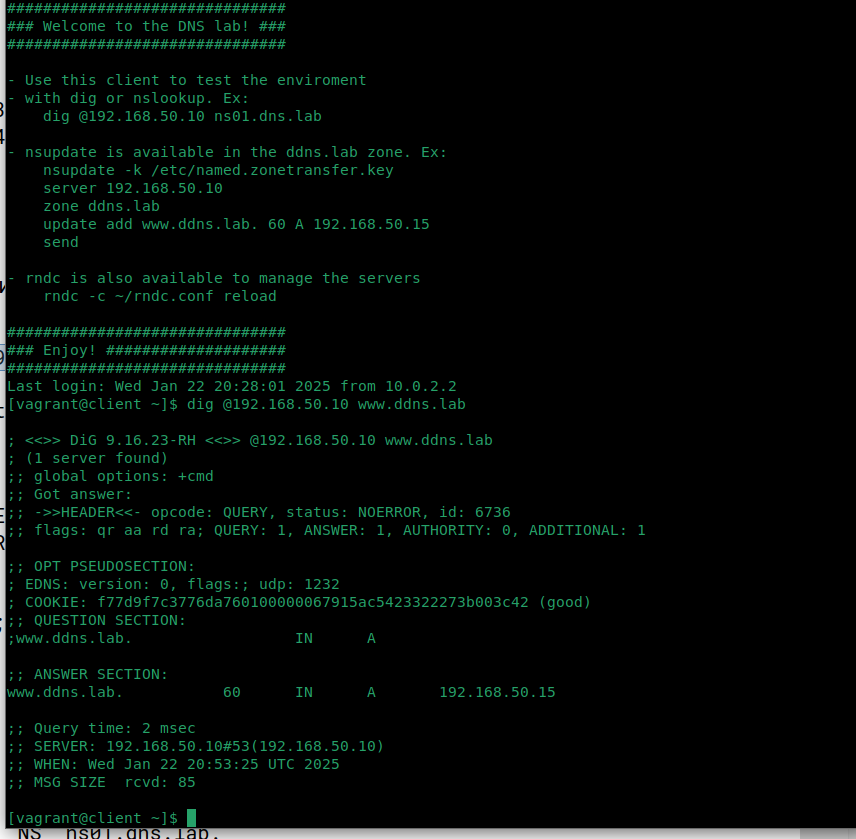 ###############################
### Welcome to the DNS lab! ###
###############################
- Use this client to test the enviroment
- with dig or nslookup. Ex:
    dig @192.168.50.10 ns01.dns.lab
- nsupdate is available in the ddns.lab zone. Ex:
    nsupdate -k /etc/named.zonetransfer.key
    server 192.168.50.10
    zone ddns.lab
    update add www.ddns.lab. 60 A 192.168.50.15
    send
- rndc is also available to manage the servers
    rndc -c ~/rndc.conf reload
###############################
### Enjoy! ####################
###############################
Last login: Wed Jan 22 20:28:01 2025 from 10.0.2.2
[vagrant@client ~]$ dig @192.168.50.10 www.ddns.lab
; <<>> DiG 9.16.23-RH <<>> @192.168.50.10 www.ddns.lab
; (1 server found)
;; global options: +cmd
;; Got answer:
;; ->>HEADER<<- opcode: QUERY, status: NOERROR, id: 6736
;; flags: qr aa rd ra; QUERY: 1, ANSWER: 1, AUTHORITY: 0, ADDITIONAL: 1
;; OPT PSEUDOSECTION:
; EDNS: version: 0, flags:; udp: 1232
; COOKIE: f77d9f7c3776da760100000067915ac5423322273b003c42 (good)
;; QUESTION SECTION:
;www.ddns.lab.                  IN      A
;; ANSWER SECTION:
www.ddns.lab.           60      IN      A       192.168.50.15
;; Query time: 2 msec
;; SERVER: 192.168.50.10#53(192.168.50.10)
;; WHEN: Wed Jan 22 20:53:25 UTC 2025
;; MSG SIZE  rcvd: 85
[vagrant@client ~]$
NS  ns01.dns.lab.